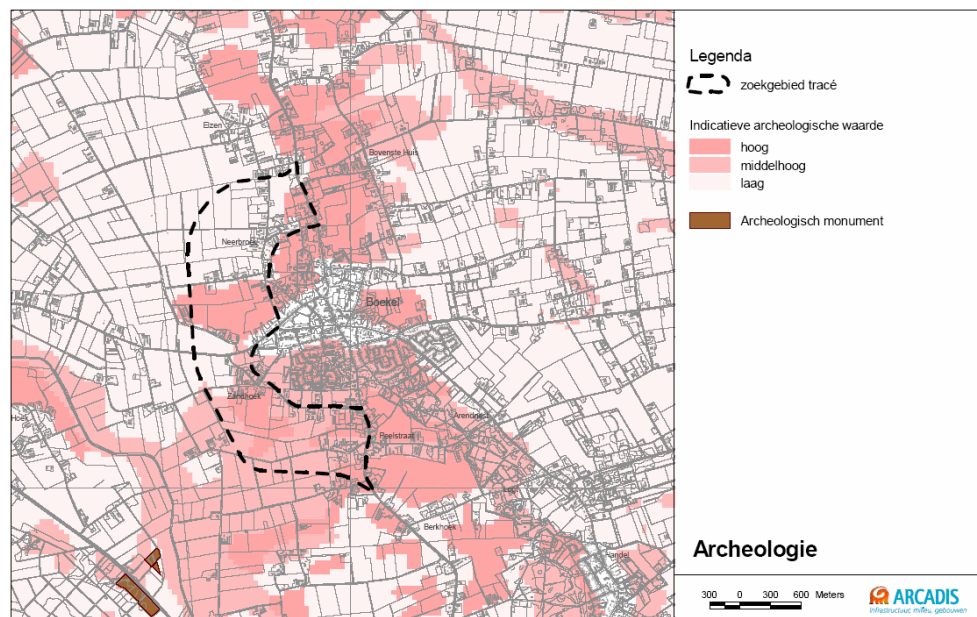 Elzen
Bovenste Huis
Neerbroek
Boekel
Zandhoek
Hoek
Arendnest
Peelstraat
Berkhoek
Legenda
zoekgebied tracé
Indicatieve archeologische waarde
hoog
middelhoog
laag
Archeologisch monument
Archeologie
300 0 300 600 Meters
ARCADIS
Infrastructuur, milieu, gebouwen